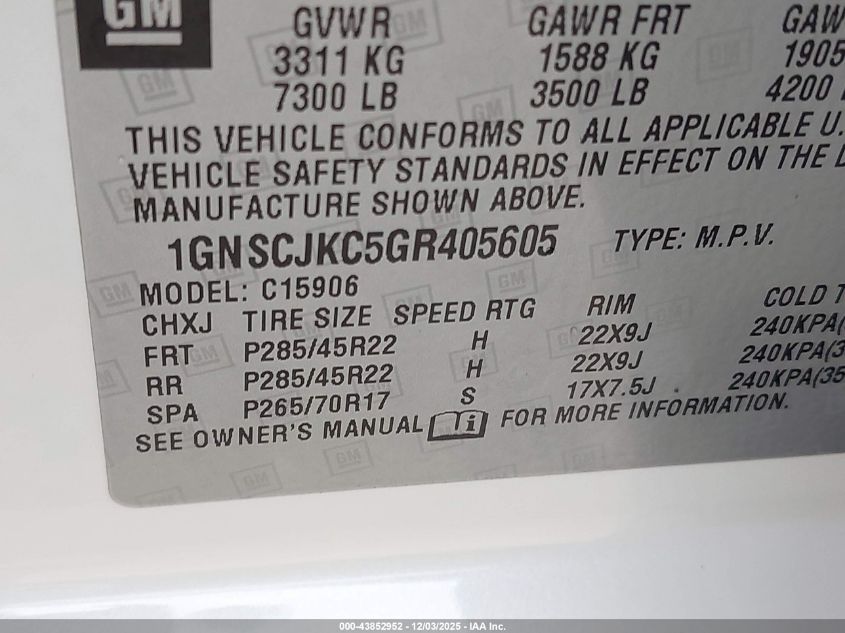 GM
GVWR GAWR FRT GAW
3311 KG 1588 KG 1905
7300 LB 3500 LB 4200
THIS VEHICLE CONFORMS TO ALL APPLICABLE U.
VEHICLE SAFETY STANDARDS IN EFFECT ON THE D
MANUFACTURE SHOWN ABOVE.
1GNSCJKC5GR405605 TYPE: M.P.V.
MODEL: C15906
CHXJ TIRE SIZE SPEED RTG RIM COLD T
FRT P285/45R22 H 22X9J 240KPA(
RR P285/45R22 H 22X9J 240KPA(3
SPA P265/70R17 S 17X7.5J 240KPA(35
SEE OWNER'S MANUAL i FOR MORE INFORMATION.
000-43852952 - 12/03/2025 - IAA Inc.